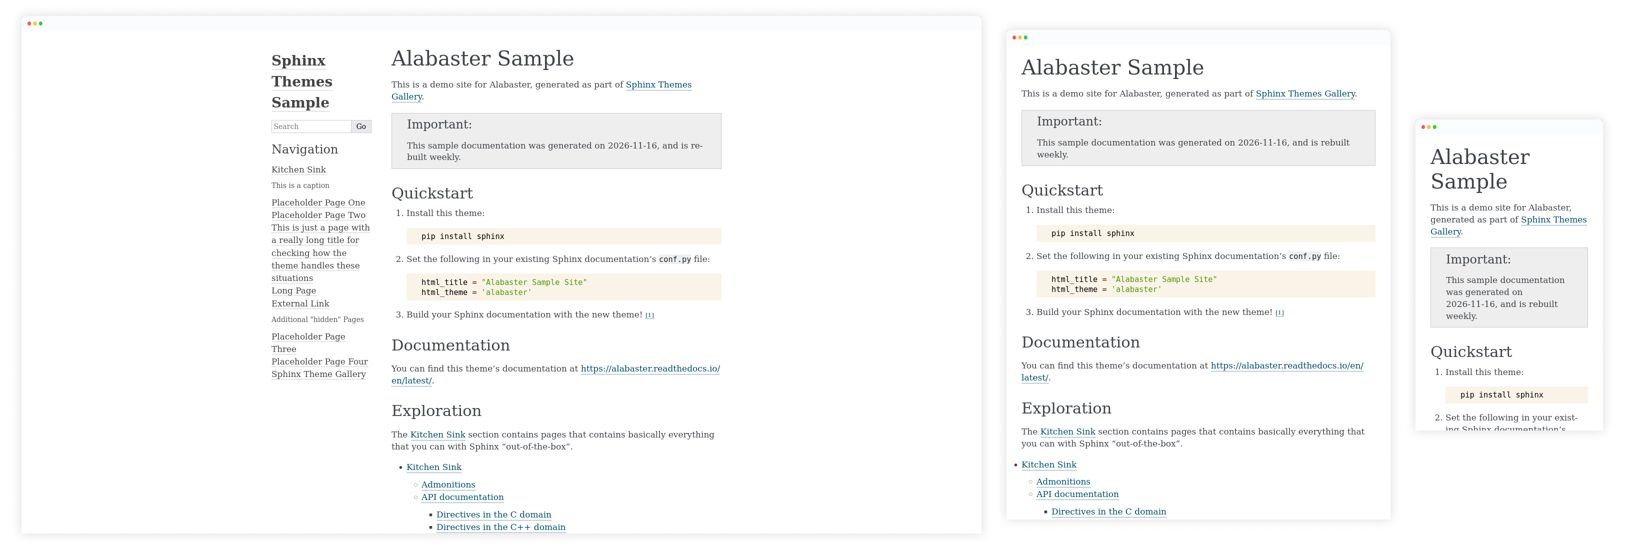 Sphinx
Themes
Sample
Search
Go
Navigation
Kitchen Sink
This is a caption
Placeholder Page One
Placeholder Page Two
This is just a page with
a really long title for
checking how the
theme handles these
situations
Long Page
External Link
Additional "hidden" Pages
Placeholder Page
Three
Placeholder Page Four
Sphinx Theme Gallery
Alabaster Sample
This is a demo site for Alabaster, generated as part of Sphinx Themes
Gallery.
Important:
This sample documentation was generated on 2026-11-16, and is re-
built weekly.
Quickstart
1. Install this theme:
pip install sphinx
2. Set the following in your existing Sphinx documentation’s conf.py file:
html_title = "Alabaster Sample Site"
html_theme = 'alabaster'
3. Build your Sphinx documentation with the new theme! [1]
Documentation
You can find this theme’s documentation at https://alabaster.readthedocs.io/
en/latest/.
Exploration
The Kitchen Sink section contains pages that contains basically everything
that you can with Sphinx “out-of-the-box”.
Kitchen Sink
Admonitions
API documentation
Directives in the C domain
Directives in the C++ domain
Alabaster Sample
This is a demo site for Alabaster, generated as part of Sphinx Themes Gallery.
Important:
This sample documentation was generated on 2026-11-16, and is rebuilt
weekly.
Quickstart
1. Install this theme:
pip install sphinx
2. Set the following in your existing Sphinx documentation’s conf.py file:
html_title = "Alabaster Sample Site"
html_theme = 'alabaster'
3. Build your Sphinx documentation with the new theme! [1]
Documentation
You can find this theme’s documentation at https://alabaster.readthedocs.io/en/
latest/.
Exploration
The Kitchen Sink section contains pages that contains basically everything that
you can with Sphinx “out-of-the-box”.
Kitchen Sink
Admonitions
API documentation
Directives in the C domain
Alabaster
Sample
This is a demo site for Alabaster,
generated as part of Sphinx Themes
Gallery.
Important:
This sample documentation
was generated on
2026-11-16, and is rebuilt
weekly.
Quickstart
1. Install this theme:
pip install sphinx
2. Set the following in your exist-
ing Sphinx documentation’s